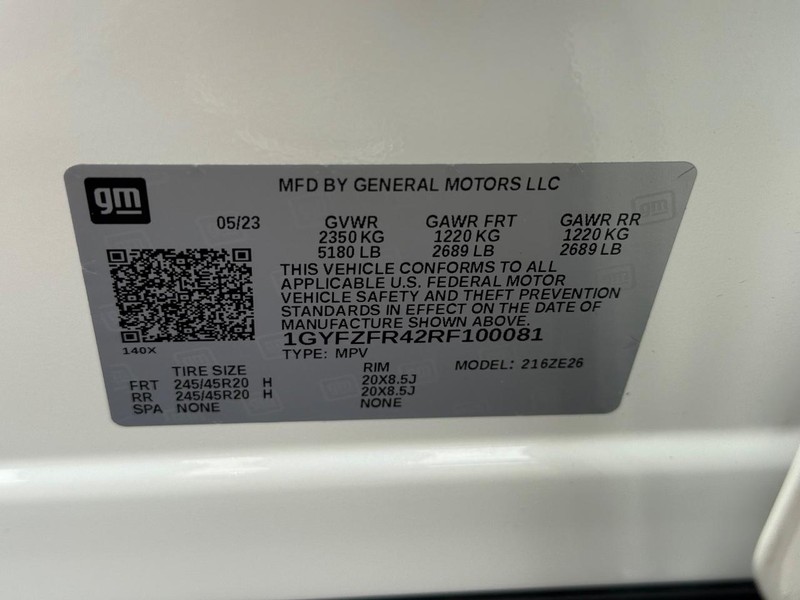 gm
MFD BY GENERAL MOTORS LLC
05/23 GVWR GAWR FRT GAWR RR
2350 KG 1220 KG 1220 KG
5180 LB 2689 LB 2689 LB
THIS VEHICLE CONFORMS TO ALL
APPLICABLE U.S. FEDERAL MOTOR
VEHICLE SAFETY AND THEFT PREVENTION
STANDARDS IN EFFECT ON THE DATE OF
MANUFACTURE SHOWN ABOVE.
1GYFZFR42RF100081
140X
TYPE: MPV MODEL: 216ZE26
TIRE SIZE RIM
FRT 245/45R20 H 20X8.5J
RR 245/45R20 H 20X8.5J
SPA NONE NONE